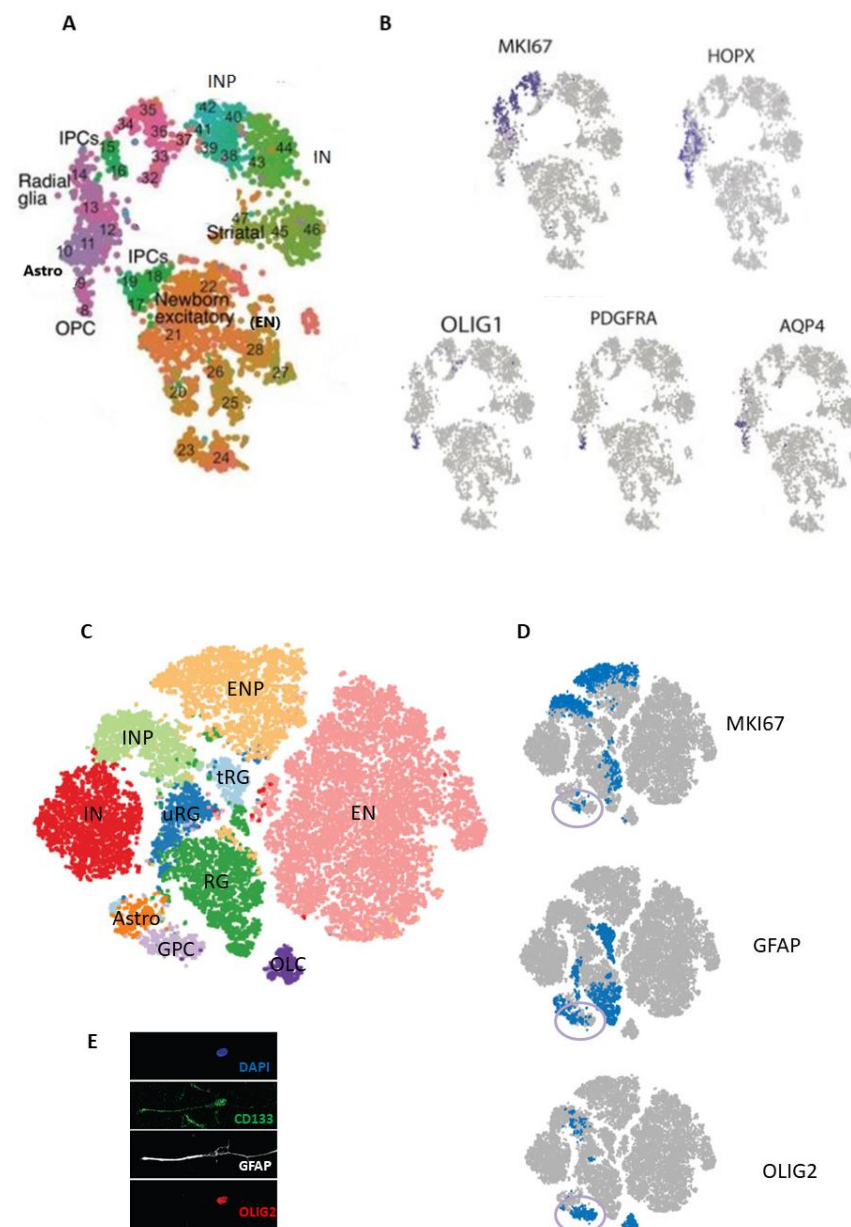 A
INP
42
40
35
34
41
36
37
IPCs
15
39
44
33
38
43
IN
16
14
32
Radial
glia
13
47
12
Striatal
45
46
10
11
Astro
IPCs
9
19
18
22
8
17
Newborn
excitatory
OPC
21
(EN)
28
26
27
20
25
23
24
B
MKI67
HOPX
OLIG1
PDGFRA
AQP4
C
ENP
INP
tRG
IN
uRG
EN
RG
Astro
GPC
OLC
D
MKI67
GFAP
OLIG2
E
DAPI
CD133
GFAP
OLIG2